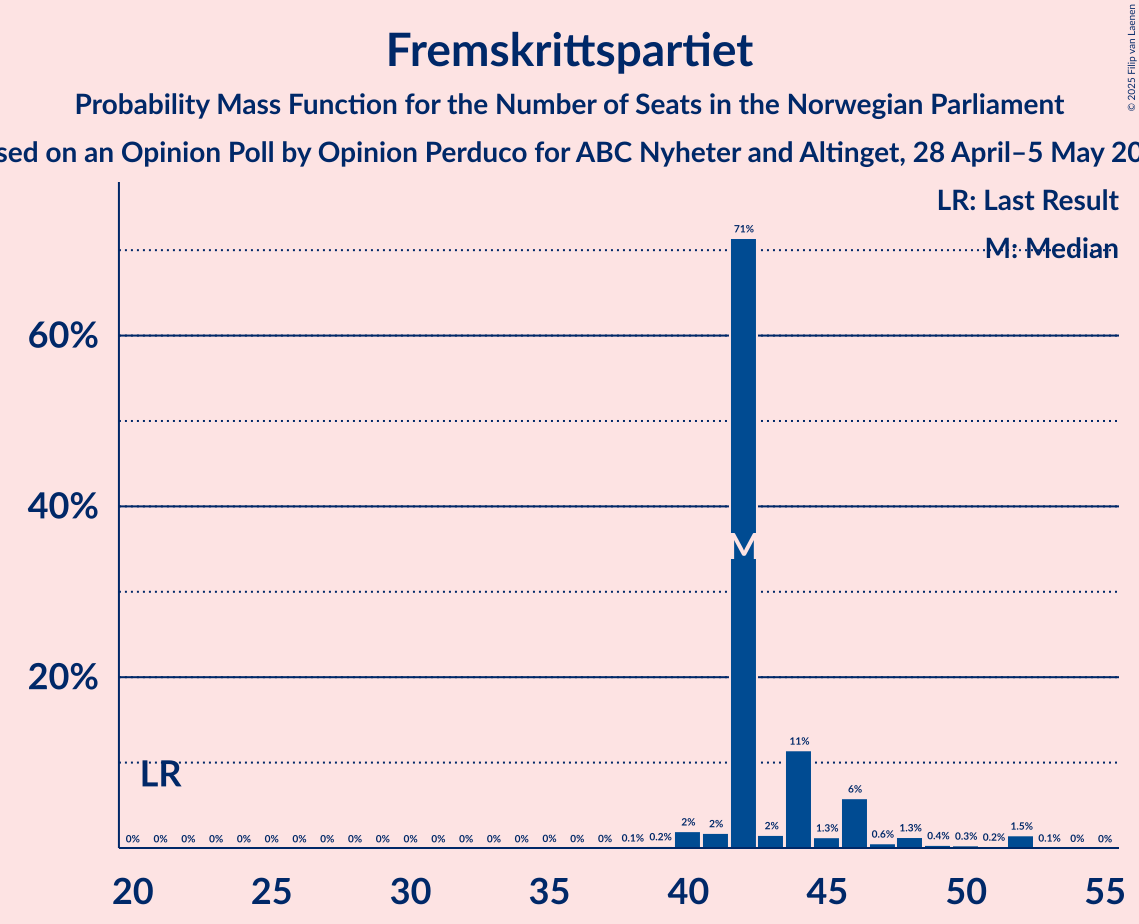 Fremskrittspartiet
Probability Mass Function for the Number of Seats in the Norwegian Parliament
sed on an Opinion Poll by Opinion Perduco for ABC Nyheter and Altinget, 28 April–5 May 20
© 2025 Filip van Laenen
LR: Last Result
M: Median
71%
60%
40%
M
20%
11%
LR
6%
0% 0% 0% 0% 0% 0% 0% 0% 0% 0% 0% 0% 0% 0% 0% 0% 0% 0% 0.1% 0.2% 2% 2% 2% 1.3% 0.6% 1.3% 0.4% 0.3% 0.2% 1.5% 0.1% 0% 0%
20 25 30 35 40 45 50 55